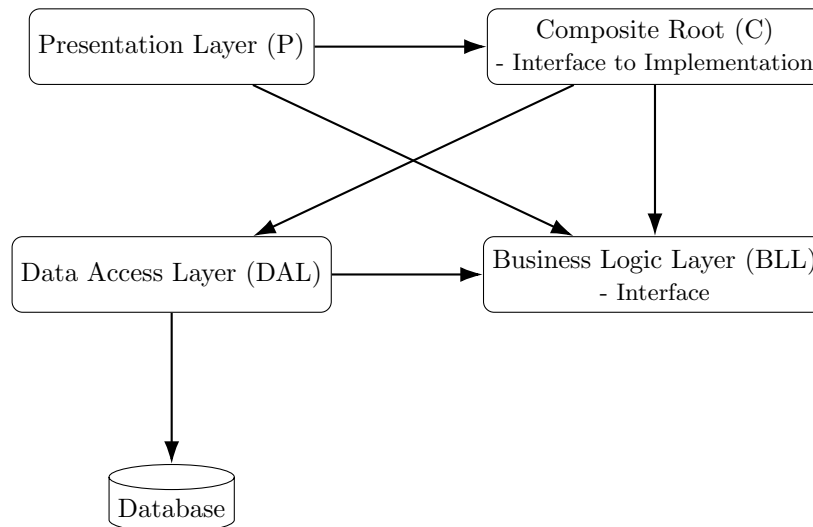 Presentation Layer (P)
Composite Root (C)
- Interface to Implementation
Data Access Layer (DAL)
Business Logic Layer (BLL)
- Interface
Database